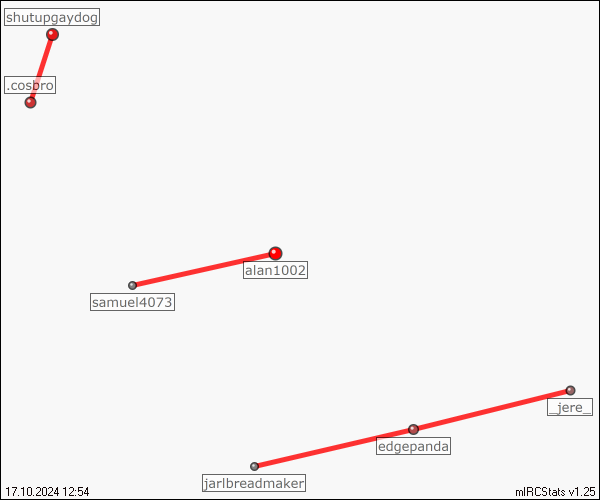 shutupgaydog
.cosbro
alan1002
samuel4073
_jere_
edgepanda
jarlbreadmaker
17.10.2024 12:54
mIRCStats v1.25